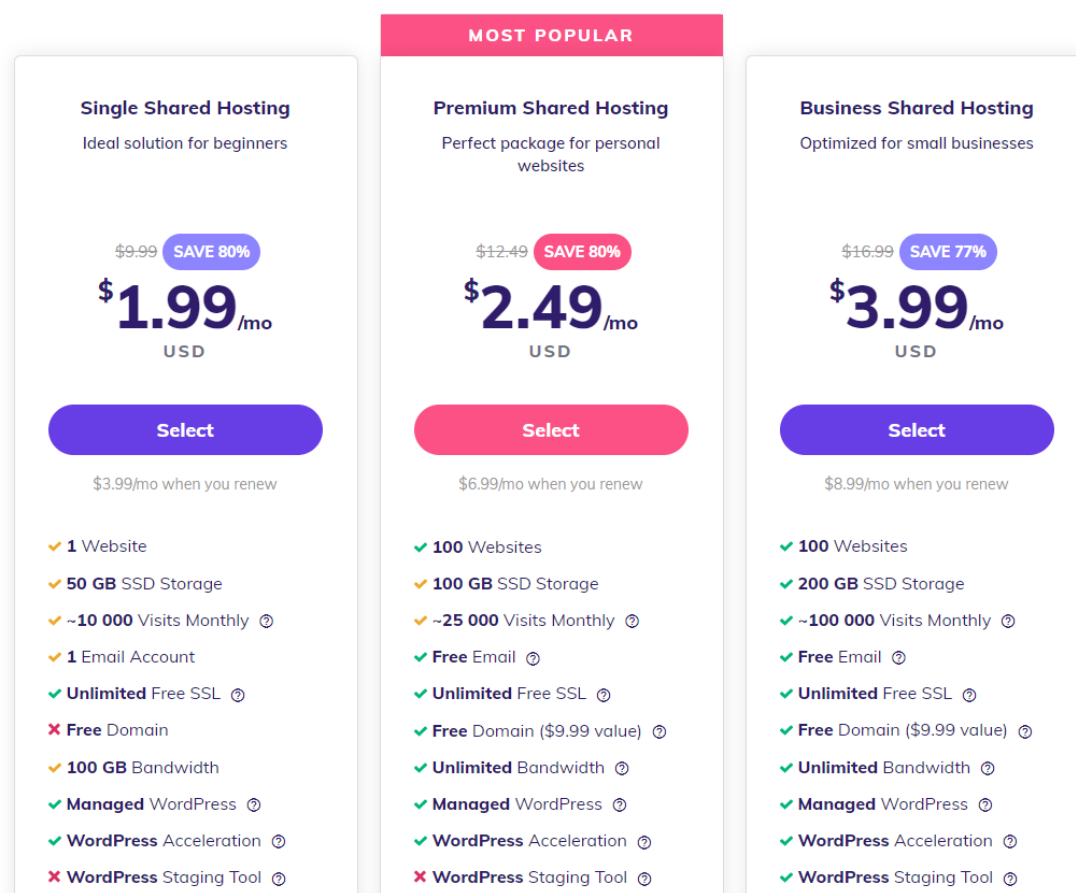 MOST POPULAR
Single Shared Hosting
Ideal solution for beginners
$9.99 SAVE 80%
$1.99/mo
USD
Select
$3.99/mo when you renew
1 Website
50 GB SSD Storage
~10 000 Visits Monthly
1 Email Account
Unlimited Free SSL
Free Domain
100 GB Bandwidth
Managed WordPress
WordPress Acceleration
WordPress Staging Tool
Premium Shared Hosting
Perfect package for personal
websites
$12.49 SAVE 80%
$2.49/mo
USD
Select
$6.99/mo when you renew
100 Websites
100 GB SSD Storage
~25 000 Visits Monthly
Free Email
Unlimited Free SSL
Free Domain ($9.99 value)
Unlimited Bandwidth
Managed WordPress
WordPress Acceleration
WordPress Staging Tool
Business Shared Hosting
Optimized for small businesses
$16.99 SAVE 77%
$3.99/mo
USD
Select
$8.99/mo when you renew
100 Websites
200 GB SSD Storage
~100 000 Visits Monthly
Free Email
Unlimited Free SSL
Free Domain ($9.99 value)
Unlimited Bandwidth
Managed WordPress
WordPress Acceleration
WordPress Staging Tool